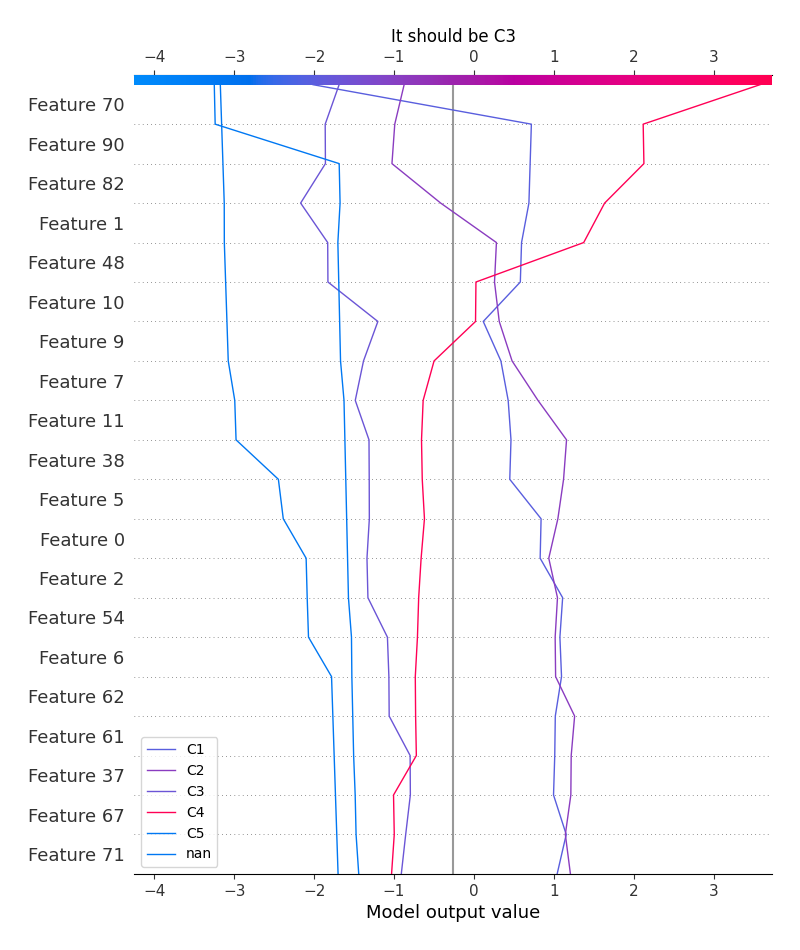 It should be C3
−4 −3 −2 −1 0 1 2 3
Feature 70
Feature 90
Feature 82
Feature 1
Feature 48
Feature 10
Feature 9
Feature 7
Feature 11
Feature 38
Feature 5
Feature 0
Feature 2
Feature 54
Feature 6
Feature 62
Feature 61
Feature 37
Feature 67
Feature 71
C1
C2
C3
C4
C5
nan
−4 −3 −2 −1 0 1 2 3
Model output value